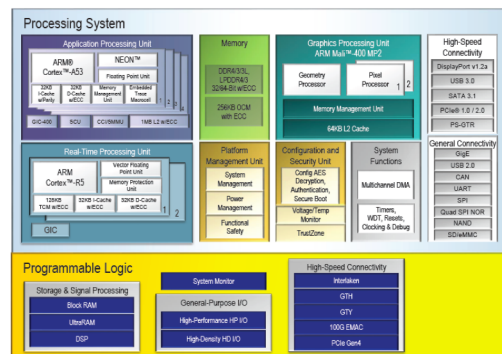 Processing System
Application Processing Unit
ARM®
Cortex™-A53
NEON™
Floating Point Unit
32KB
I-Cache
w/Parity
32KB
D-Cache
w/ECC
Memory
Management
Unit
Embedded
Trace
Macrocell
1
2
3
4
GIC-400
SCU
CCI/SMMU
1MB L2 w/ECC
Memory
DDR4/3/3L,
LPDDR4/3
32/64-Bit w/ECC
256KB OCM
with ECC
Graphics Processing Unit
ARM Mali™-400 MP2
Geometry
Processor
Pixel
Processor
1
2
Memory Management Unit
64KB L2 Cache
High-Speed
Connectivity
DisplayPort v1.2a
USB 3.0
SATA 3.1
PCIe® 1.0 / 2.0
PS-GTR
Real-Time Processing Unit
ARM
Cortex™-R5
Vector Floating
Point Unit
Memory Protection
Unit
128KB
TCM w/ECC
32KB I-Cache
w/ECC
32KB D-Cache
w/ECC
1
2
GIC
Platform
Management Unit
System
Management
Power
Management
Functional
Safety
Configuration and
Security Unit
Config AES
Decryption,
Authentication,
Secure Boot
Voltage/Temp
Monitor
TrustZone
System
Functions
Multichannel DMA
Timers,
WDT, Resets,
Clocking & Debug
General Connectivity
GigE
USB 2.0
CAN
UART
SPI
Quad SPI NOR
NAND
SD/eMMC
Programmable Logic
Storage & Signal Processing
Block RAM
UltraRAM
DSP
System Monitor
General-Purpose I/O
High-Performance HP I/O
High-Density HD I/O
High-Speed Connectivity
Interlaken
GTH
GTY
100G EMAC
PCIe Gen4